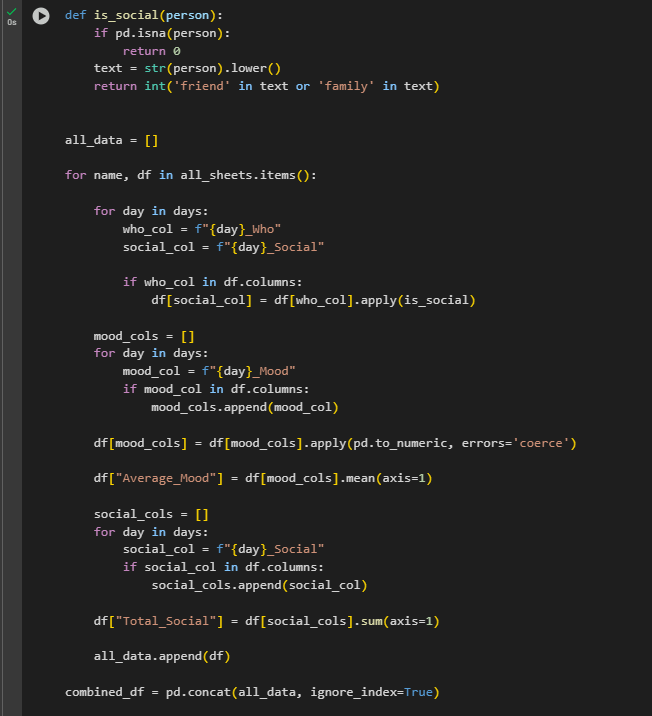 0s
def is_social(person):
    if pd.isna(person):
        return 0
    text = str(person).lower()
    return int('friend' in text or 'family' in text)
all_data = []
for name, df in all_sheets.items():
    for day in days:
        who_col = f"{day}_Who"
        social_col = f"{day}_Social"
        if who_col in df.columns:
            df[social_col] = df[who_col].apply(is_social)
    mood_cols = []
    for day in days:
        mood_col = f"{day}_Mood"
        if mood_col in df.columns:
            mood_cols.append(mood_col)
    df[mood_cols] = df[mood_cols].apply(pd.to_numeric, errors='coerce')
    df["Average_Mood"] = df[mood_cols].mean(axis=1)
    social_cols = []
    for day in days:
        social_col = f"{day}_Social"
        if social_col in df.columns:
            social_cols.append(social_col)
    df["Total_Social"] = df[social_cols].sum(axis=1)
    all_data.append(df)
combined_df = pd.concat(all_data, ignore_index=True)